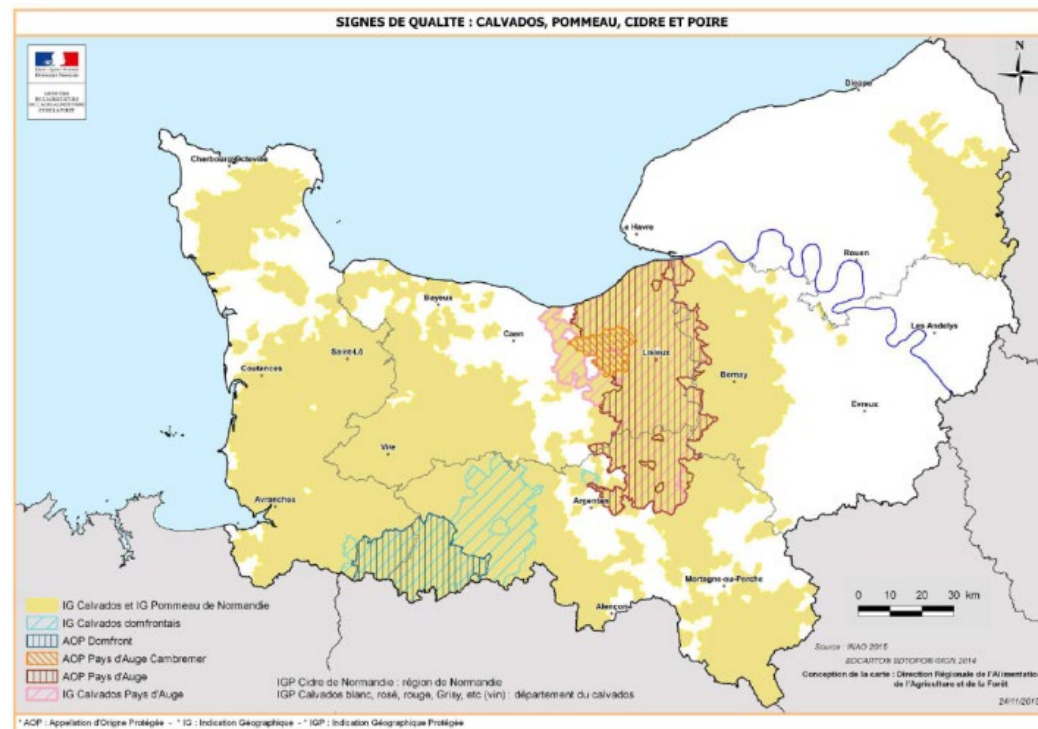 SIGNES DE QUALITE : CALVADOS, POMMEAU, CIDRE ET POIRE
N
Dieppe
Cherbourg-Octeville
Le Havre
Rouen
Bayeux
Les Andelys
Caen
Saint-Lô
Lisieux
Coutances
Bernay
Evreux
Vire
Avranches
Argentan
Mortagne-au-Perche
Alençon
0 10 20 30 km
IG Calvados et IG Pommeau de Normandie
IG Calvados domfrontais
AOP Domfront
AOP Pays d'Auge Cambremer
AOP Pays d'Auge
IG Calvados Pays d'Auge
IGP Cidre de Normandie : région de Normandie
IGP Calvados blanc, rosé, rouge, Grisy, etc (vin) : département du calvados
Source : INAO 2015
Conception de la carte : Direction Régionale de l'Alimentation
de l'Agriculture et de la Forêt
* AOP : Appellation d'Origne Protégée - * IG : Indication Géographique - * IGP : Indication Géographique Protégée